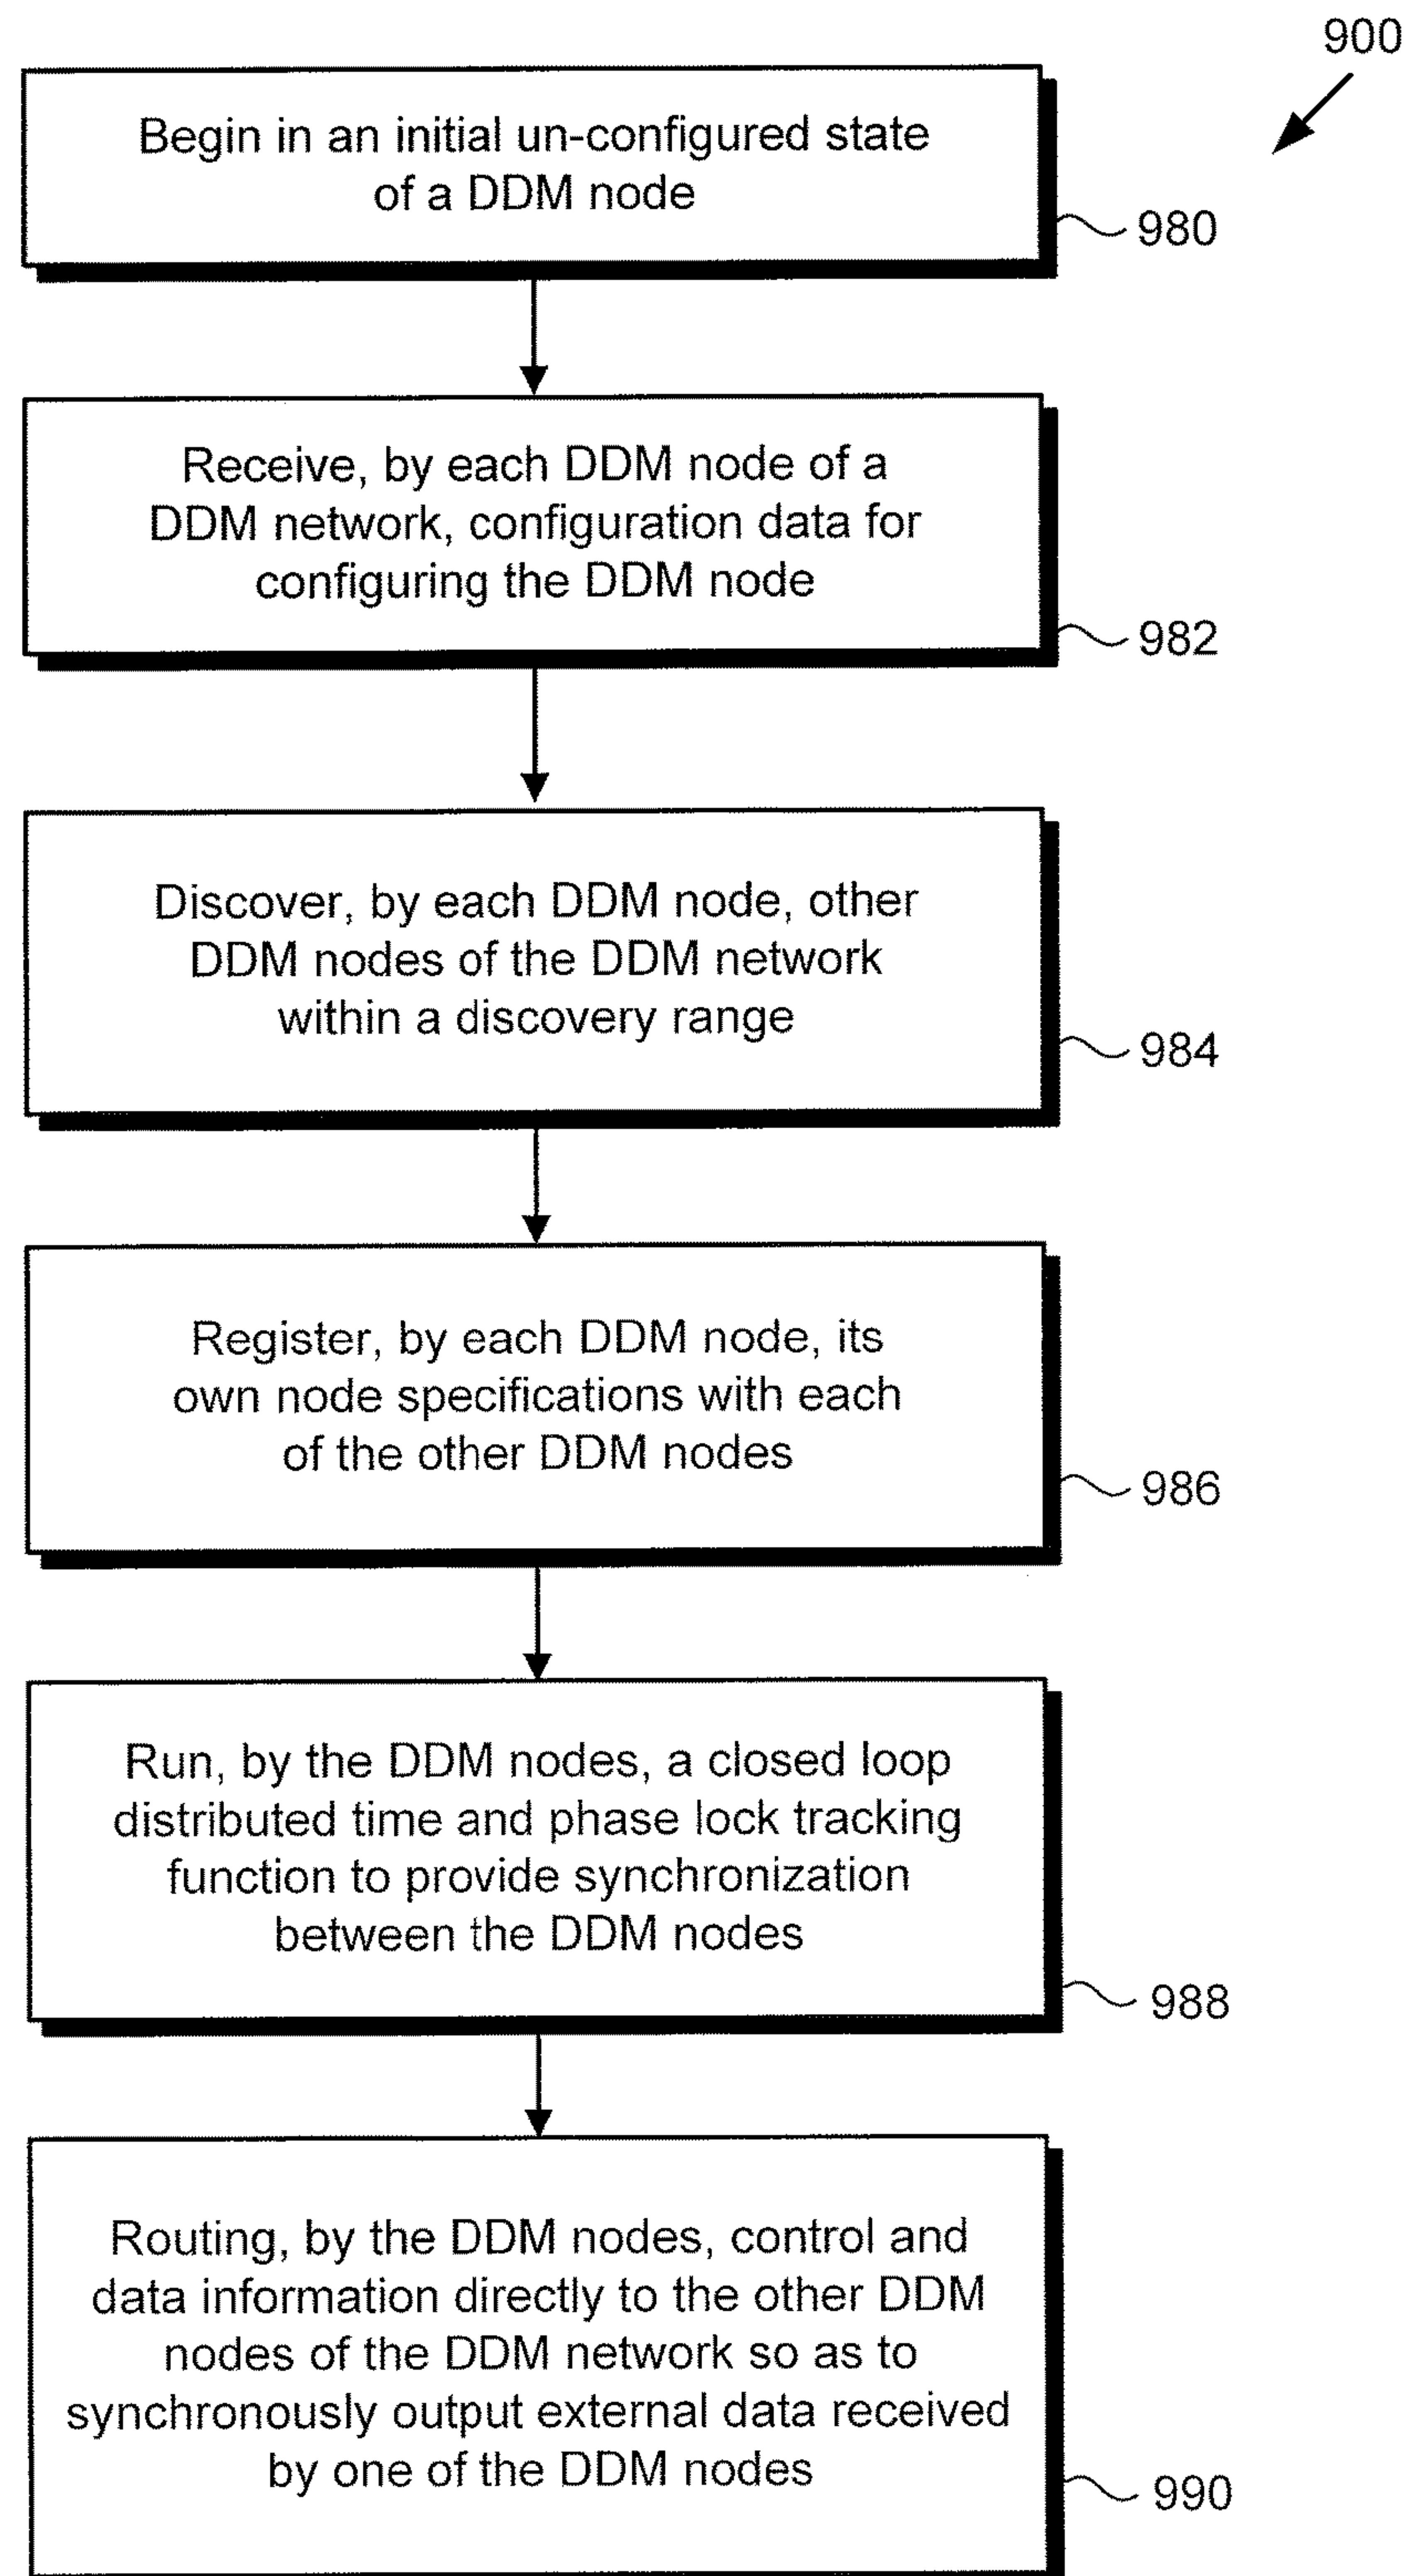 900
Begin in an initial un-configured state
of a DDM node
980
Receive, by each DDM node of a
DDM network, configuration data for
configuring the DDM node
982
Discover, by each DDM node, other
DDM nodes of the DDM network
within a discovery range
984
Register, by each DDM node, its
own node specifications with each
of the other DDM nodes
986
Run, by the DDM nodes, a closed loop
distributed time and phase lock tracking
function to provide synchronization
between the DDM nodes
988
Routing, by the DDM nodes, control and
data information directly to the other DDM
nodes of the DDM network so as to
synchronously output external data received
by one of the DDM nodes
990